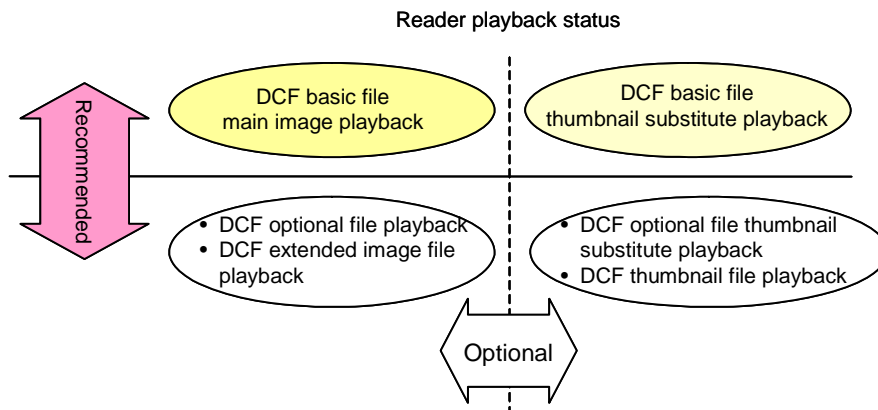 Reader playback status
Recommended
DCF basic file
main image playback
DCF basic file
thumbnail substitute playback
• DCF optional file playback
• DCF extended image file
playback
• DCF optional file thumbnail
substitute playback
• DCF thumbnail file playback
Optional